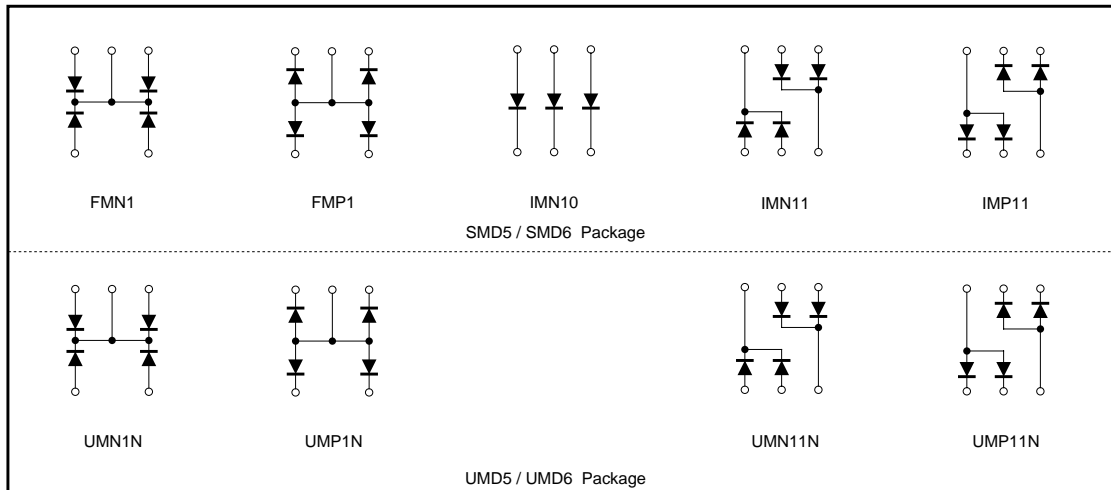 FMN1 FMP1 IMN10 IMN11 IMP11
SMD5 / SMD6 Package
UMN1N UMP1N UMN11N UMP11N
UMD5 / UMD6 Package